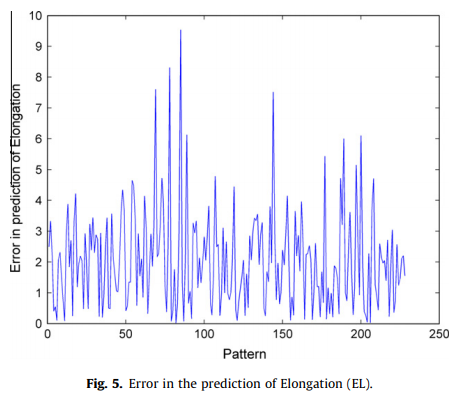 10
9
8
7
6
5
4
3
2
1
0
Error in prediction of Elongation
0 50 100 150 200 250
Pattern
Fig. 5. Error in the prediction of Elongation (EL).